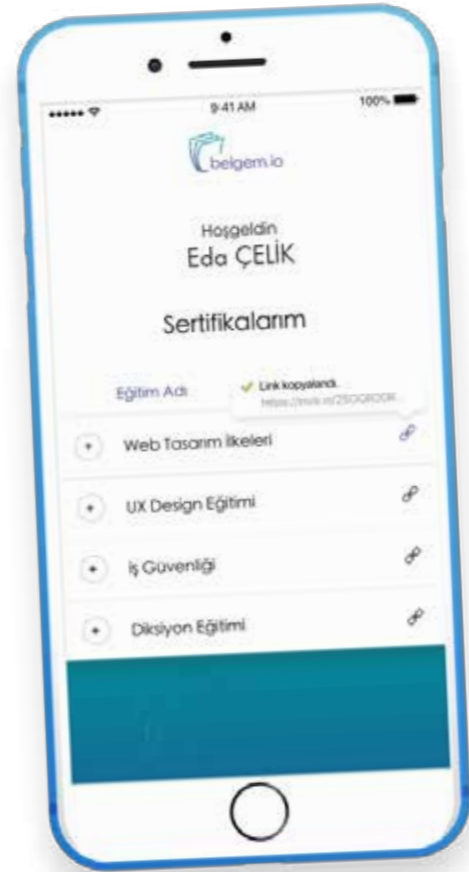 9:41 AM
100%
belgem.io
Hoşgeldin
Eda ÇELİK
Sertifikalarım
Eğitim Adı
Link kopyalandı.
Web Tasarım İlkeleri
UX Design Eğitimi
İş Güvenliği
Diksiyon Eğitimi